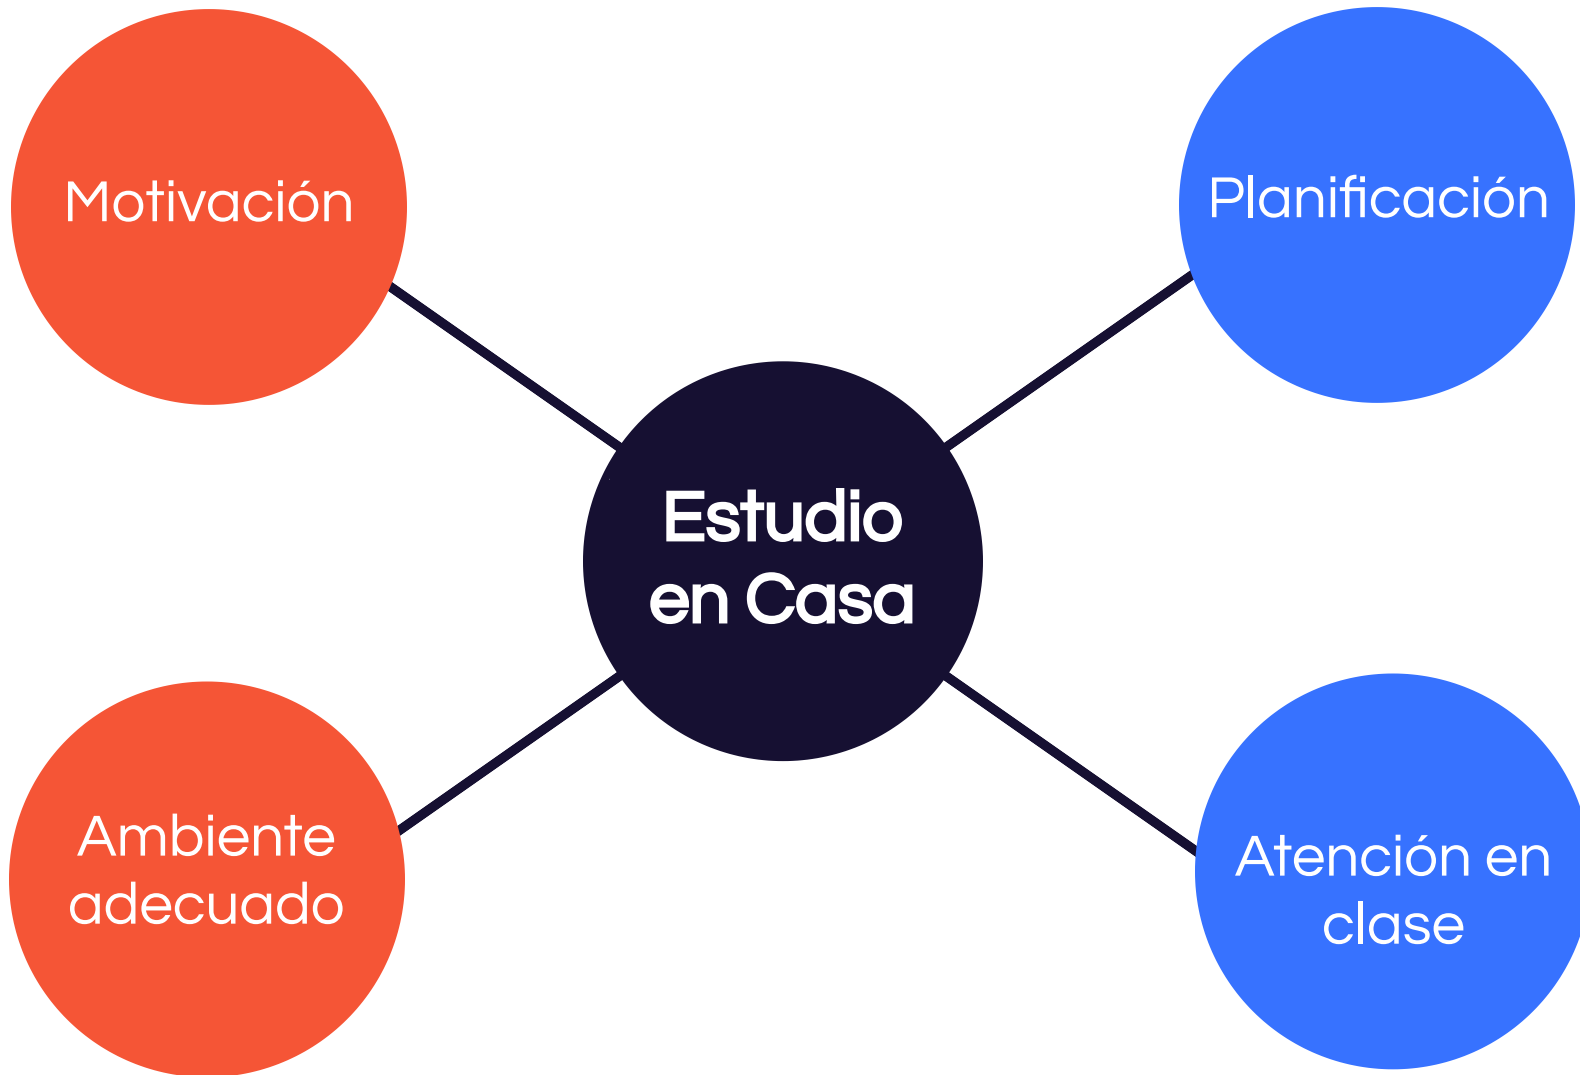 Motivación
Planificación
Estudio
en Casa
Ambiente
adecuado
Atención en
clase